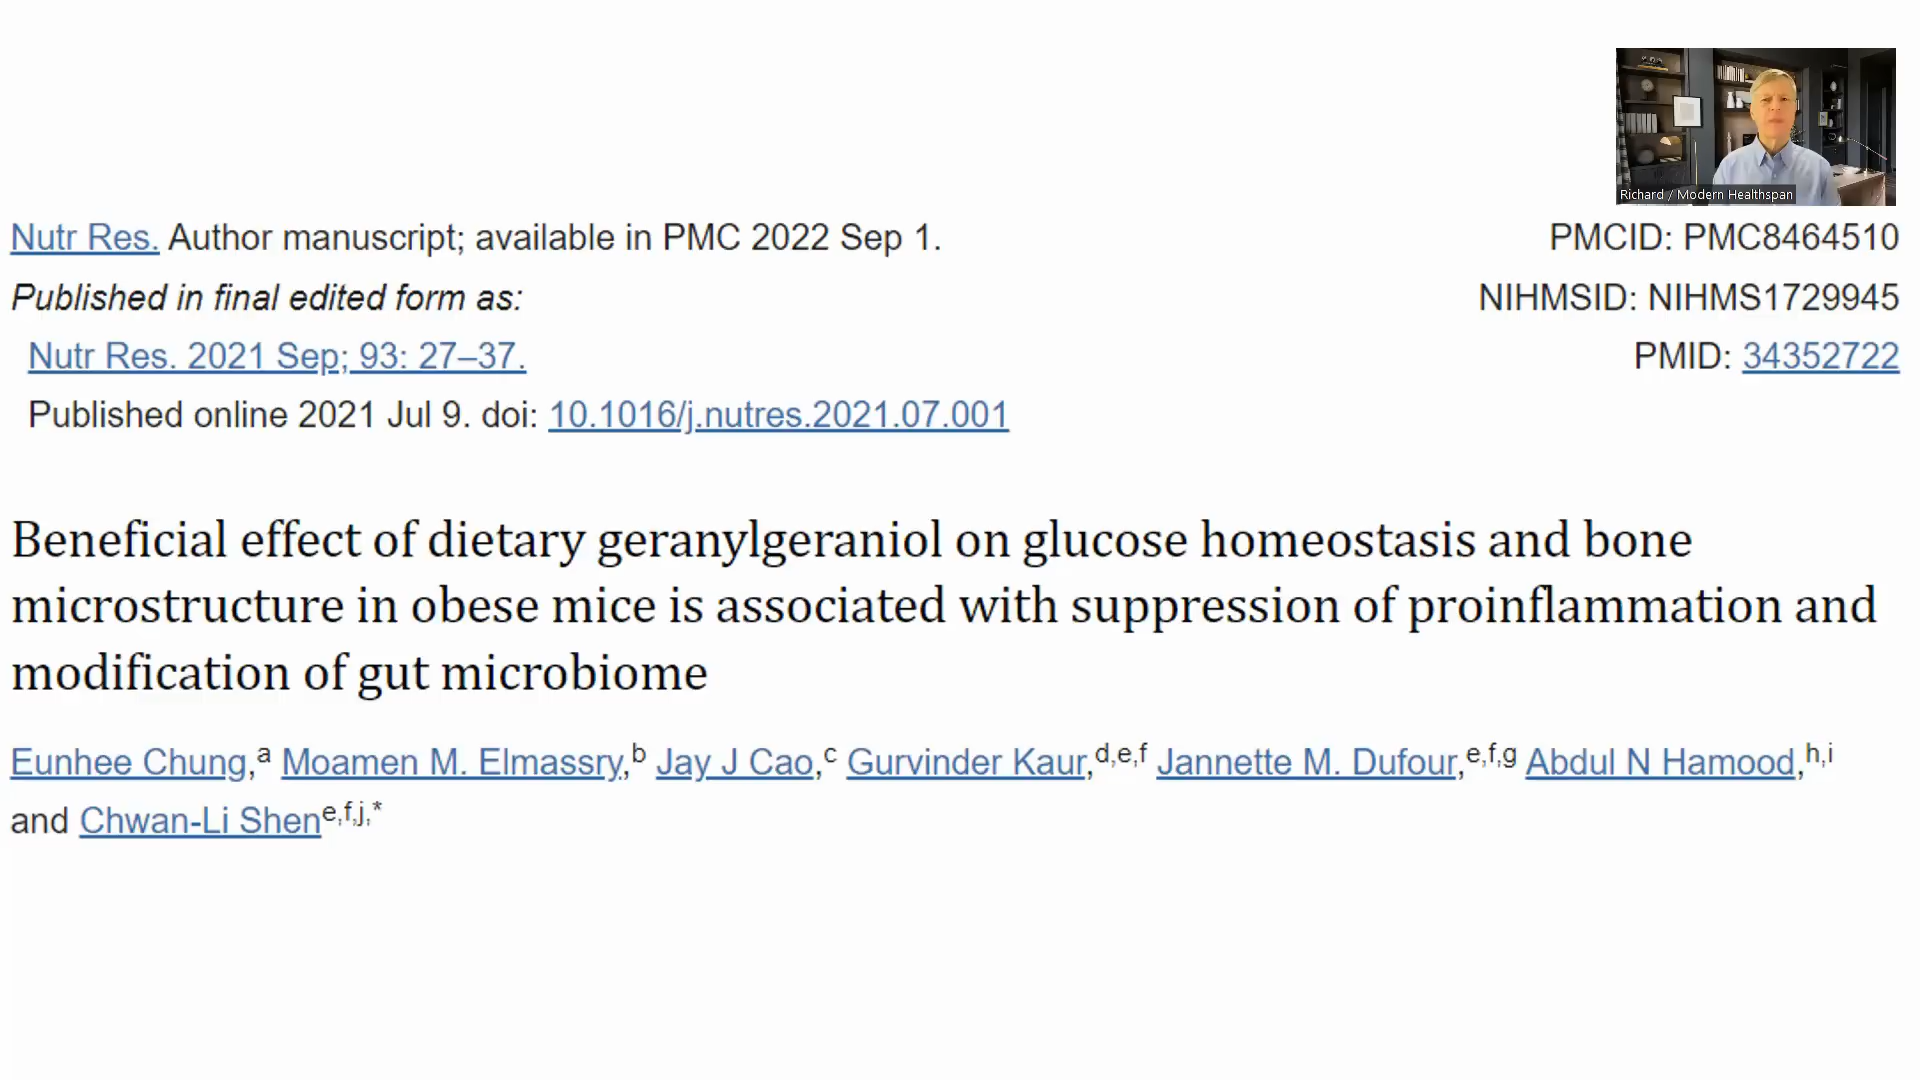 Richard / Modern Healthspan
Nutr Res. Author manuscript; available in PMC 2022 Sep 1.
PMCID: PMC8464510
Published in final edited form as:
NIHMSID: NIHMS1729945
Nutr Res. 2021 Sep; 93: 27–37.
PMID: 34352722
Published online 2021 Jul 9. doi: 10.1016/j.nutres.2021.07.001
Beneficial effect of dietary geranylgeraniol on glucose homeostasis and bone
microstructure in obese mice is associated with suppression of proinflammation and
modification of gut microbiome
Eunhee Chung,a Moamen M. Elmassry,b Jay J Cao,c Gurvinder Kaur,d,e,f Jannette M. Dufour,e,f,g Abdul N Hamood,h,i
and Chwan-Li Shene,f,j,*